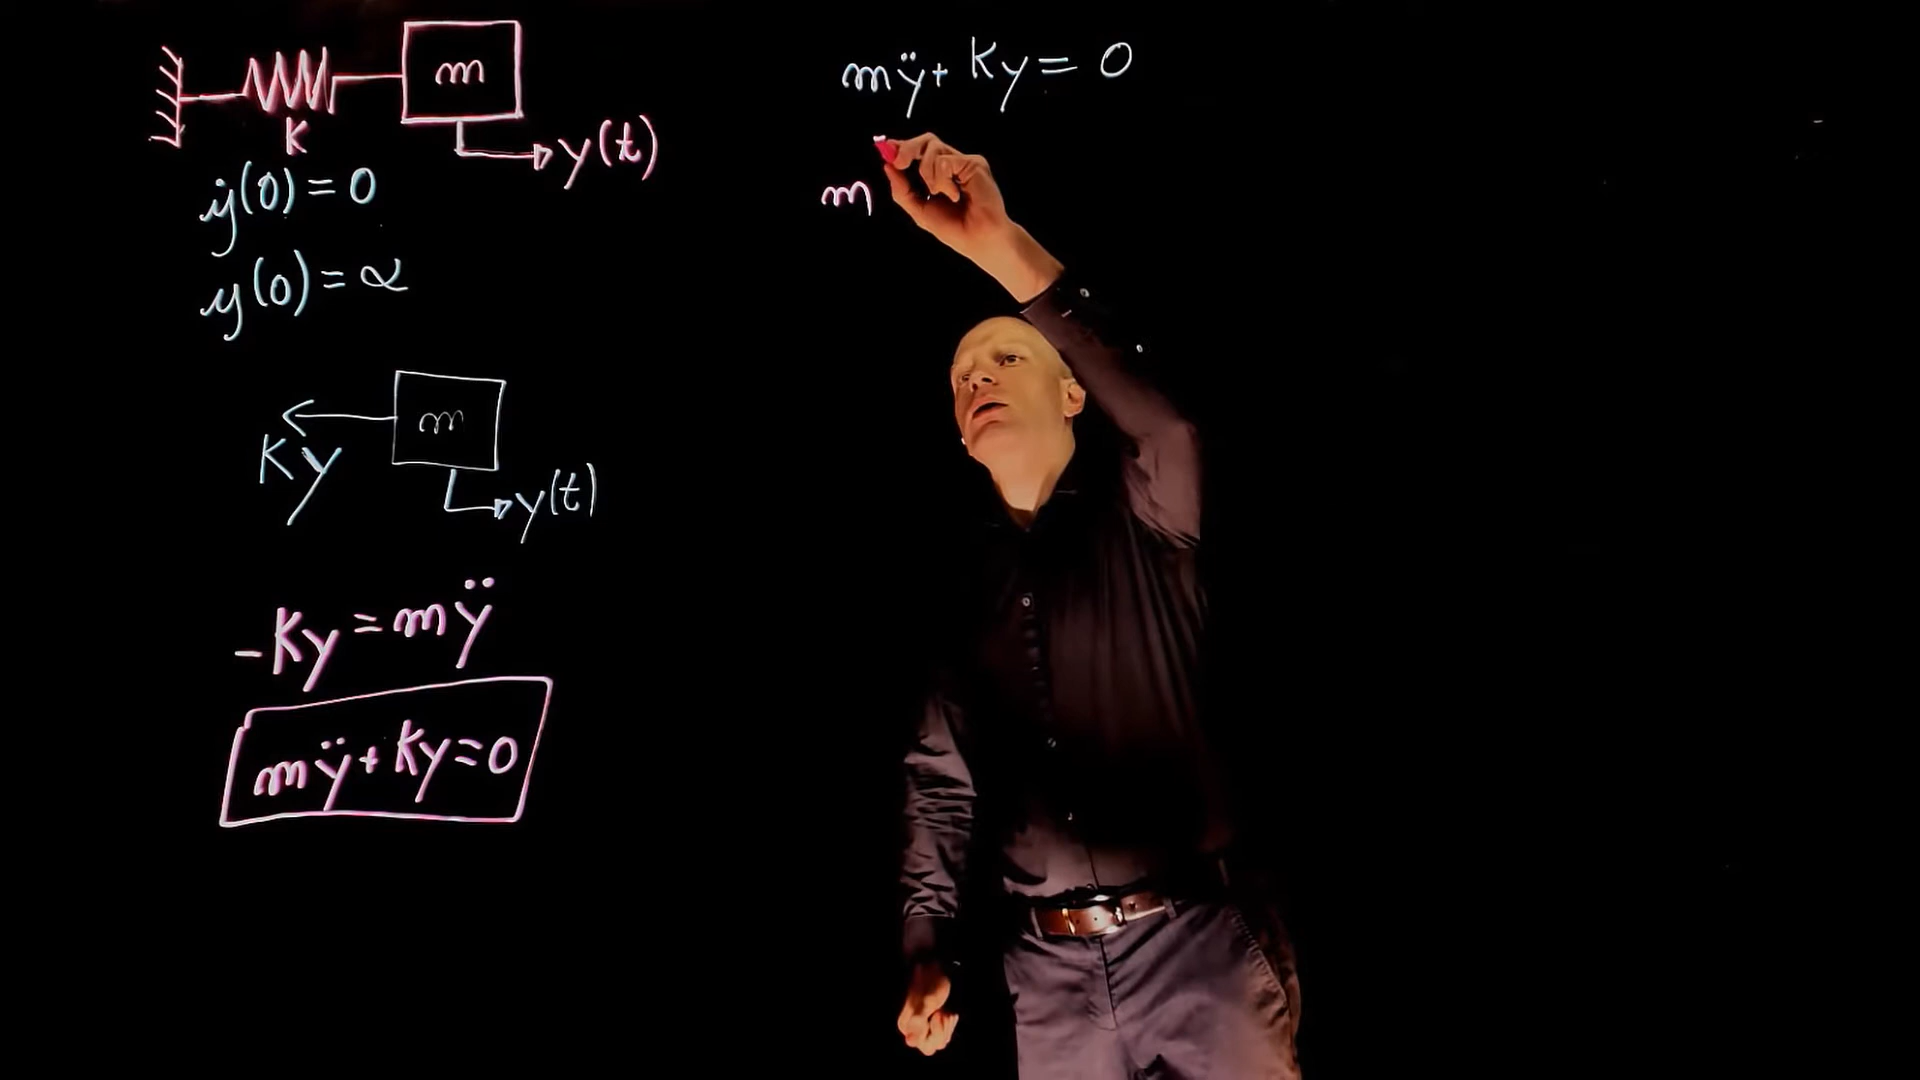 m
K
y(t)
ẏ(0) = 0
y(0) = α
m
Ky
y(t)
-Ky = mÿ
mÿ + Ky = 0
mÿ + Ky = 0
m